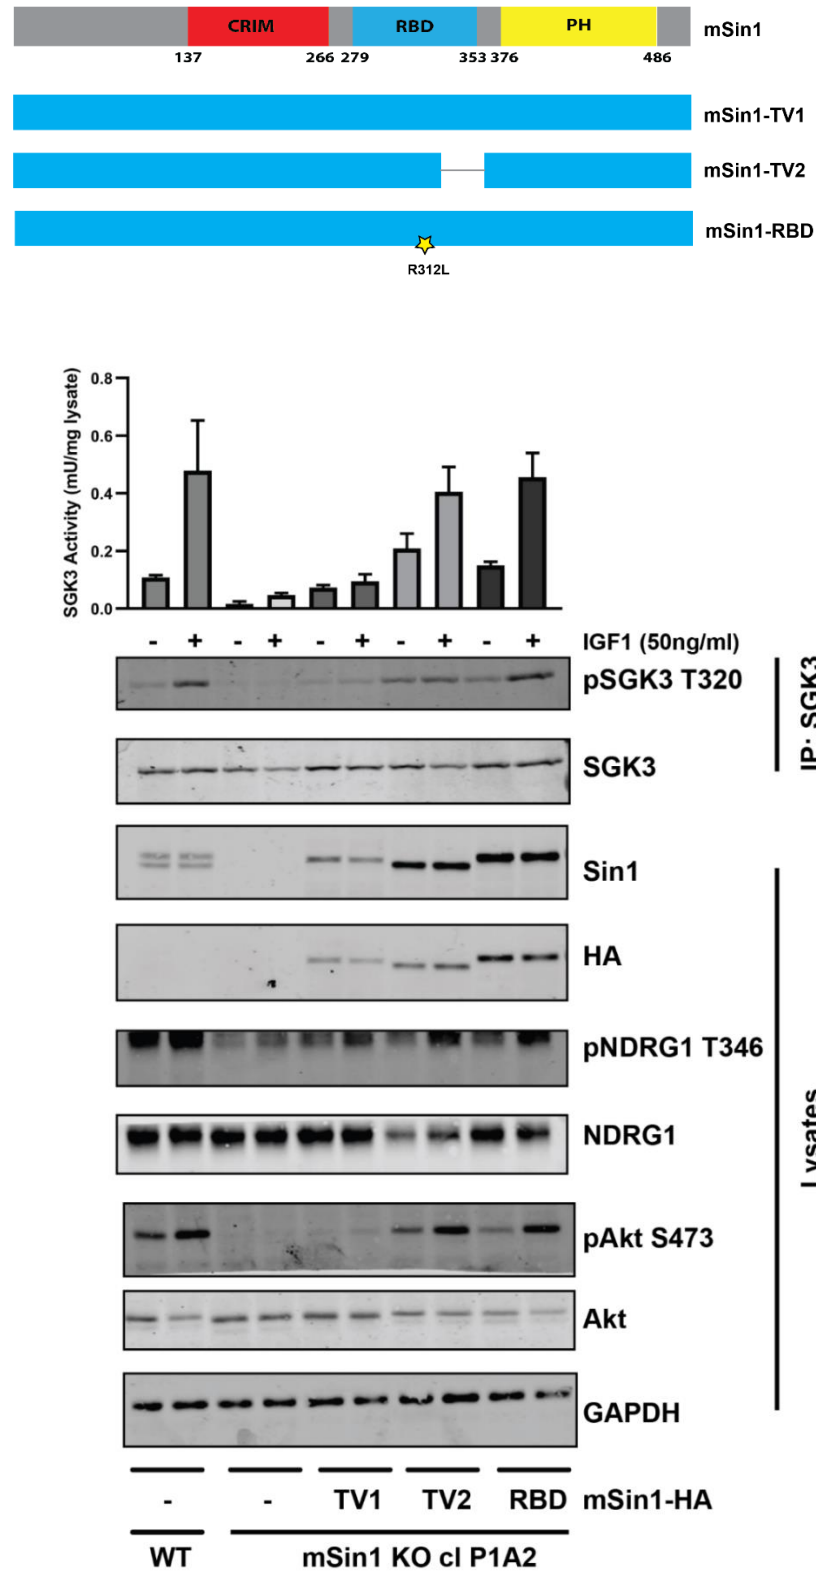 CRIM RBD PH mSin1
137 266 279 353 376 486
mSin1-TV1
mSin1-TV2
mSin1-RBD
R312L
SGK3 Activity (mU/mg lysate)
0.8
0.6
0.4
0.2
0.0
- + - + - + - + - + IGF1 (50ng/ml)
pSGK3 T320
SGK3
IP: SGK3
Sin1
HA
pNDRG1 T346
NDRG1
pAkt S473
Akt
GAPDH
Lysates
- - TV1 TV2 RBD mSin1-HA
WT mSin1 KO cl P1A2